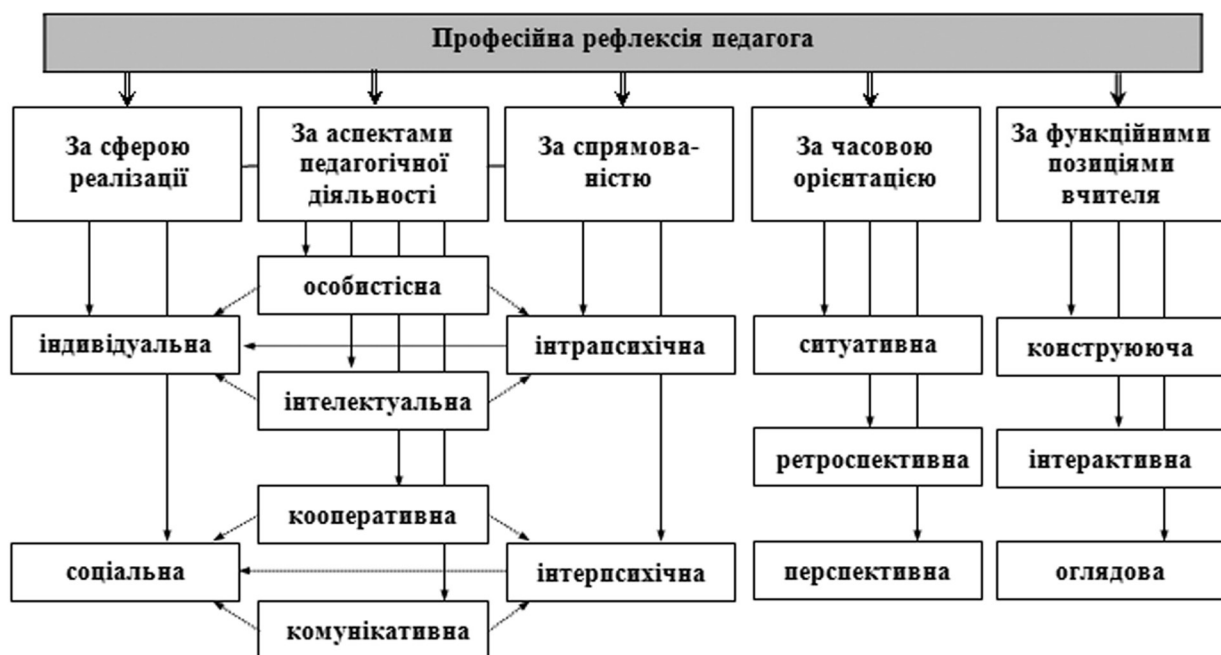 Професійна рефлексія педагога
За сферою
реалізації
За аспектами
педагогічної
діяльності
За спрямова-
ністю
За часовою
орієнтацією
За функційними
позиціями
вчителя
особистісна
індивідуальна
інтрапсихічна
ситуативна
конструююча
інтелектуальна
ретроспективна
інтерактивна
кооперативна
соціальна
інтерпсихічна
перспективна
оглядова
комунікативна